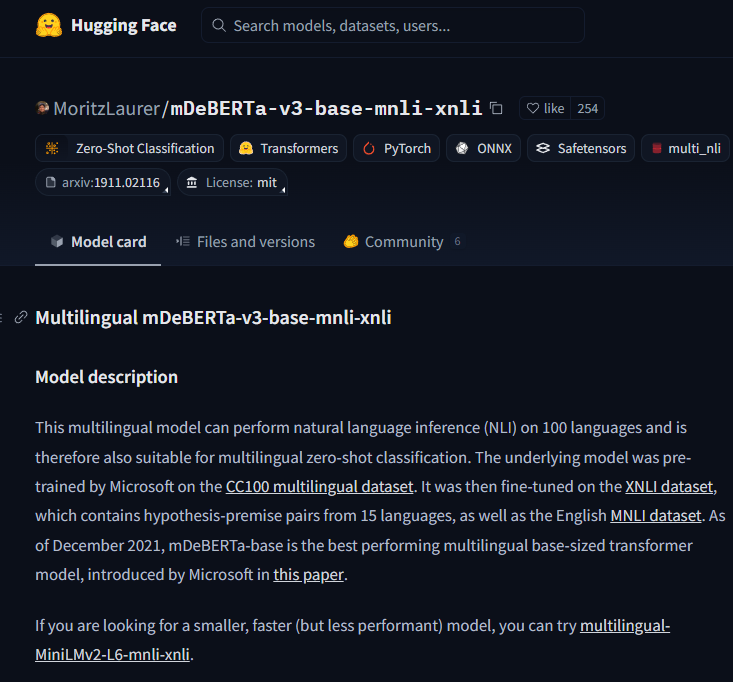 Hugging Face
Search models, datasets, users...
MoritzLaurer/mDeBERTa-v3-base-mnli-xnli
like 254
Zero-Shot Classification Transformers PyTorch ONNX Safetensors multi_nli
arxiv:1911.02116 License: mit
Model card Files and versions Community 6
Multilingual mDeBERTa-v3-base-mnli-xnli
Model description
This multilingual model can perform natural language inference (NLI) on 100 languages and is
therefore also suitable for multilingual zero-shot classification. The underlying model was pre-
trained by Microsoft on the CC100 multilingual dataset. It was then fine-tuned on the XNLI dataset,
which contains hypothesis-premise pairs from 15 languages, as well as the English MNLI dataset. As
of December 2021, mDeBERTa-base is the best performing multilingual base-sized transformer
model, introduced by Microsoft in this paper.
If you are looking for a smaller, faster (but less performant) model, you can try multilingual-
MiniLMv2-L6-mnli-xnli.